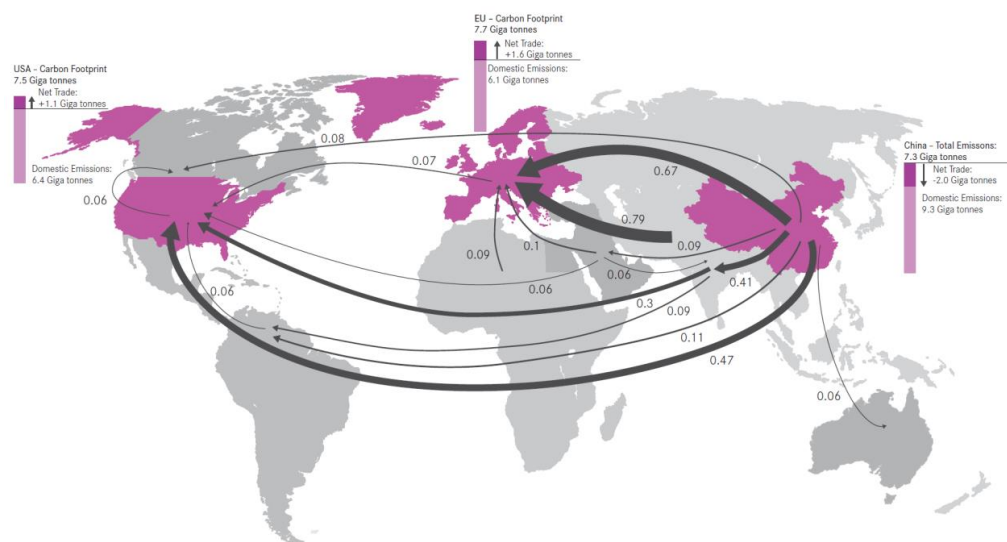 EU – Carbon Footprint
7.7 Giga tonnes
Net Trade:
+1.6 Giga tonnes
Domestic Emissions:
6.1 Giga tonnes
USA – Carbon Footprint
7.5 Giga tonnes
Net Trade:
+1.1 Giga tonnes
Domestic Emissions:
6.4 Giga tonnes
China – Total Emissions:
7.3 Giga tonnes
Net Trade:
-2.0 Giga tonnes
Domestic Emissions:
9.3 Giga tonnes
0.08
0.07
0.67
0.06
0.79
0.09
0.1
0.09
0.06
0.06
0.41
0.06
0.3
0.09
0.11
0.47
0.06